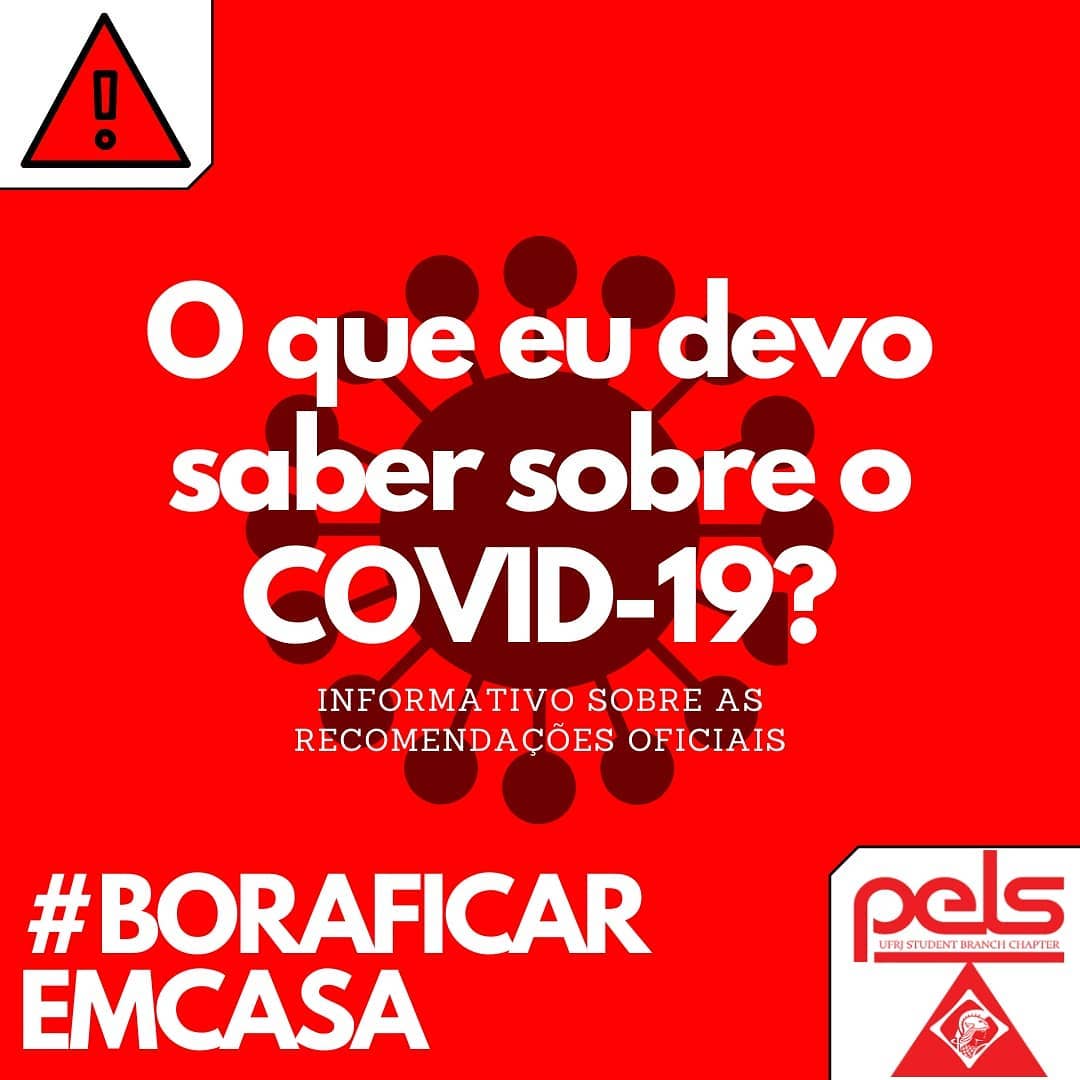 !
O que eu devo
saber sobre o
COVID-19?
INFORMATIVO SOBRE AS
RECOMENDAÇÕES OFICIAIS
#BORAFICAR
EMCASA
pels
UFRJ STUDENT BRANCH CHAPTER